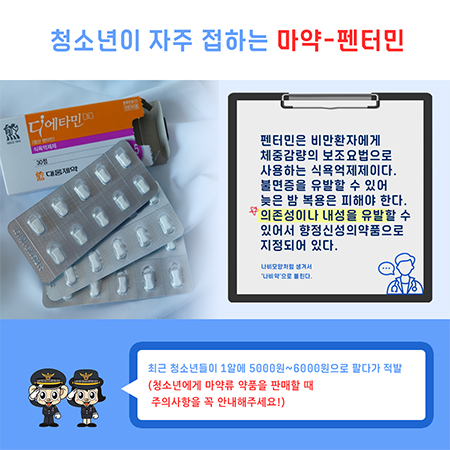 청소년이 자주 접하는 마약-펜터민
디에타민
식욕억제제
30정
대웅제약
펜터민은 비만환자에게
체중감량의 보조요법으로
사용하는 식욕억제제이다.
불면증을 유발할 수 있어
늦은 밤 복용은 피해야 한다.
의존성이나 내성을 유발할 수
있어서 향정신성의약품으로
지정되어 있다.
나비모양처럼 생겨서
'나비약'으로 불린다.
최근 청소년들이 1알에 5000원~6000원으로 팔다가 적발
(청소년에게 마약류 약품을 판매할 때
주의사항을 꼭 안내해주세요!)